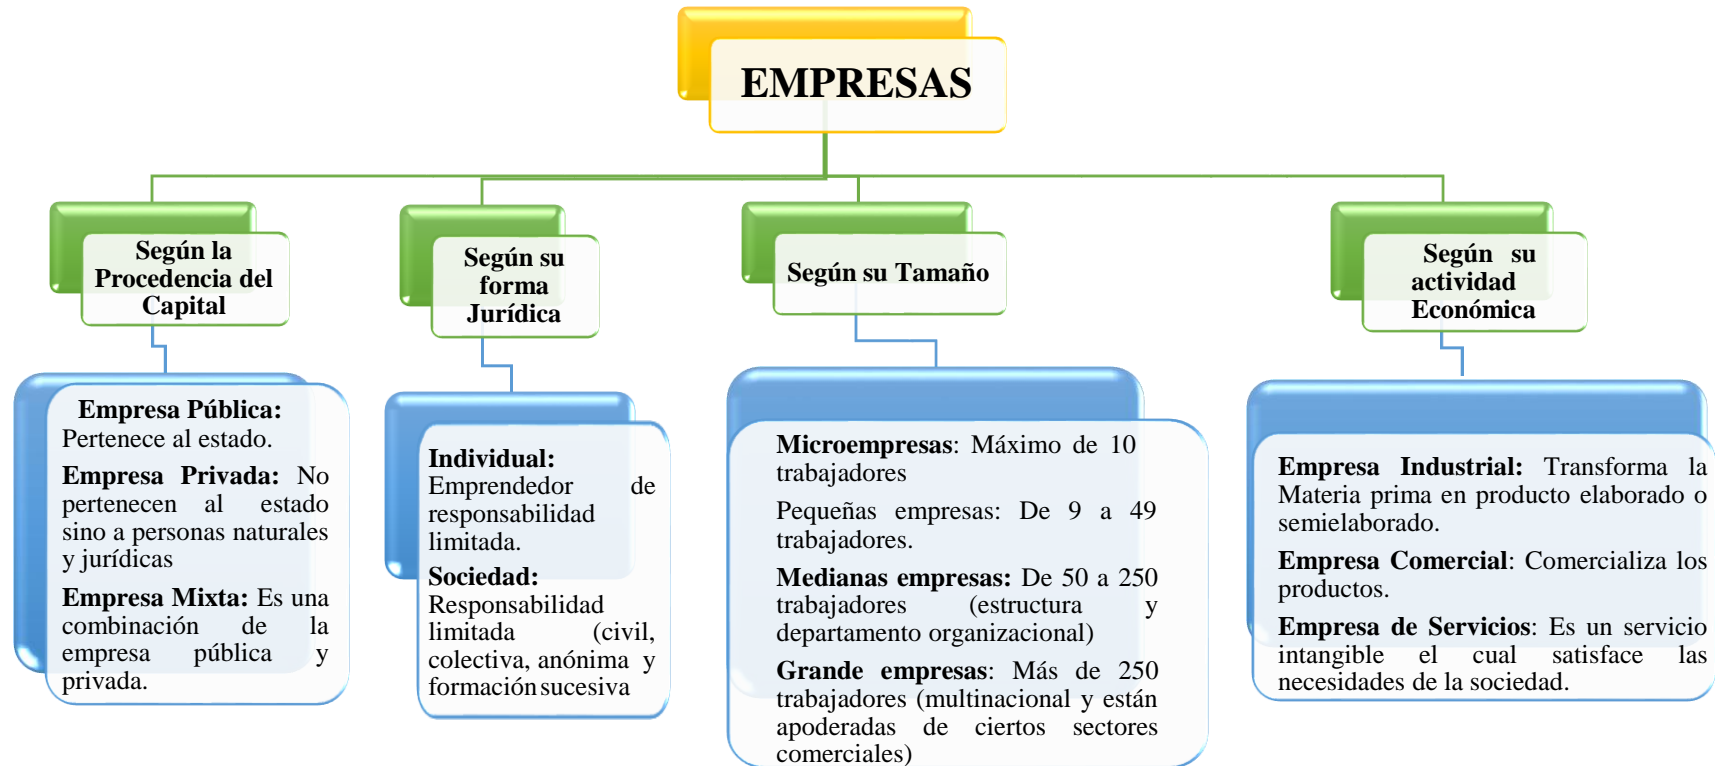 EMPRESAS
Según la
Procedencia del
Capital
Empresa Pública:
Pertenece al estado.
Empresa Privada: No
pertenecen al estado
sino a personas naturales
y jurídicas
Empresa Mixta: Es una
combinación de la
empresa pública y
privada.
Según su
forma
Jurídica
Individual:
Emprendedor de
responsabilidad
limitada.
Sociedad:
Responsabilidad
limitada (civil,
colectiva, anónima y
formación sucesiva
Según su Tamaño
Microempresas: Máximo de 10
trabajadores
Pequeñas empresas: De 9 a 49
trabajadores.
Medianas empresas: De 50 a 250
trabajadores (estructura y
departamento organizacional)
Grande empresas: Más de 250
trabajadores (multinacional y están
apoderadas de ciertos sectores
comerciales)
Según su
actividad
Económica
Empresa Industrial: Transforma la
Materia prima en producto elaborado o
semielaborado.
Empresa Comercial: Comercializa los
productos.
Empresa de Servicios: Es un servicio
intangible el cual satisface las
necesidades de la sociedad.